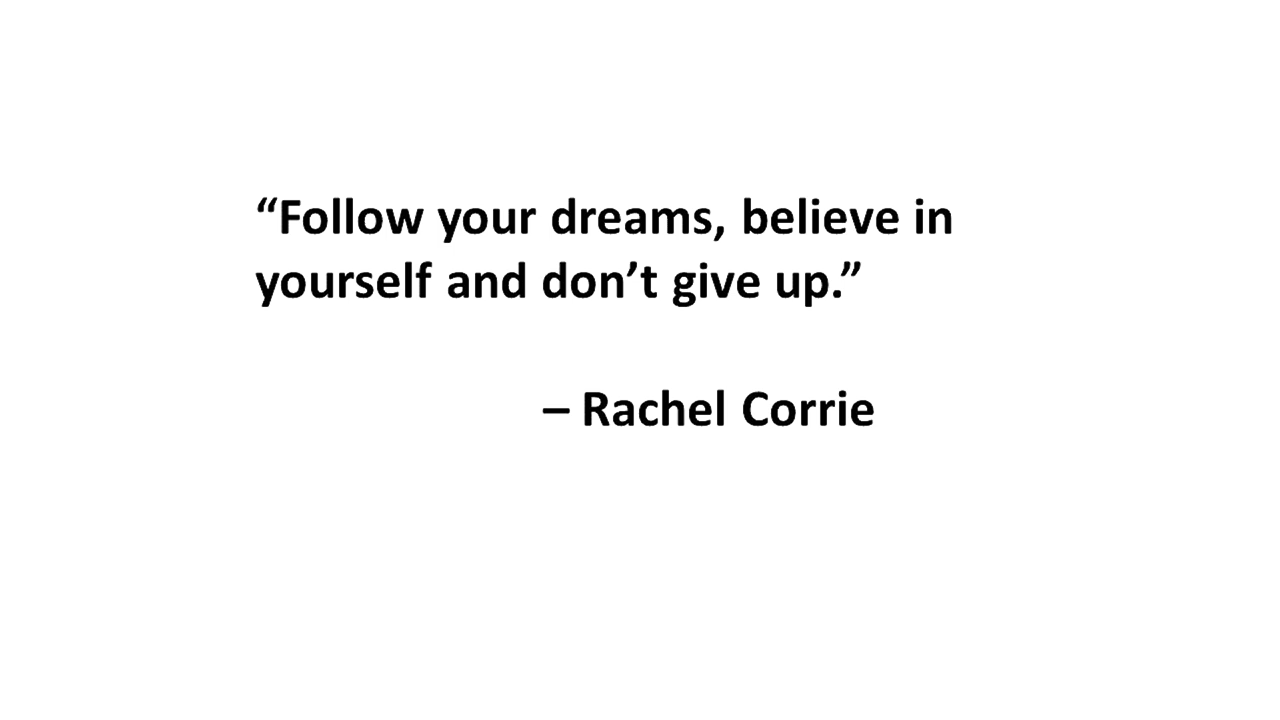 “Follow your dreams, believe in
yourself and don’t give up.”
– Rachel Corrie